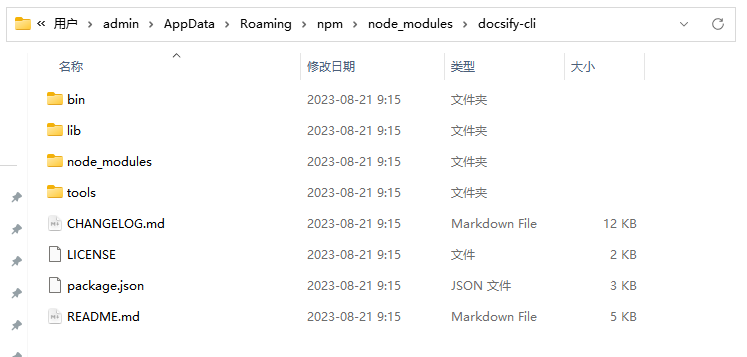 « 用户 > admin > AppData > Roaming > npm > node_modules > docsify-cli
名称 修改日期 类型 大小
bin 2023-08-21 9:15 文件夹
lib 2023-08-21 9:15 文件夹
node_modules 2023-08-21 9:15 文件夹
tools 2023-08-21 9:15 文件夹
CHANGELOG.md 2023-08-21 9:15 Markdown File 12 KB
LICENSE 2023-08-21 9:15 文件 2 KB
package.json 2023-08-21 9:15 JSON 文件 3 KB
README.md 2023-08-21 9:15 Markdown File 5 KB